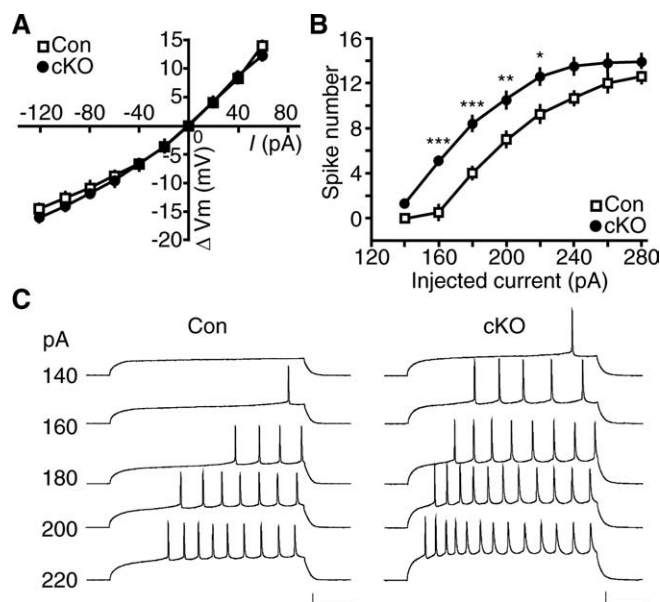 A
Con
cKO
15
10
5
-120 -80 -40 0 40 80
I (pA)
-5
-10
-15
-20
Δ Vm (mV)
B
16
12
8
4
0
Spike number
***
***
**
*
Con
cKO
120 160 200 240 280
Injected current (pA)
C
Con cKO
pA
140
160
180
200
220